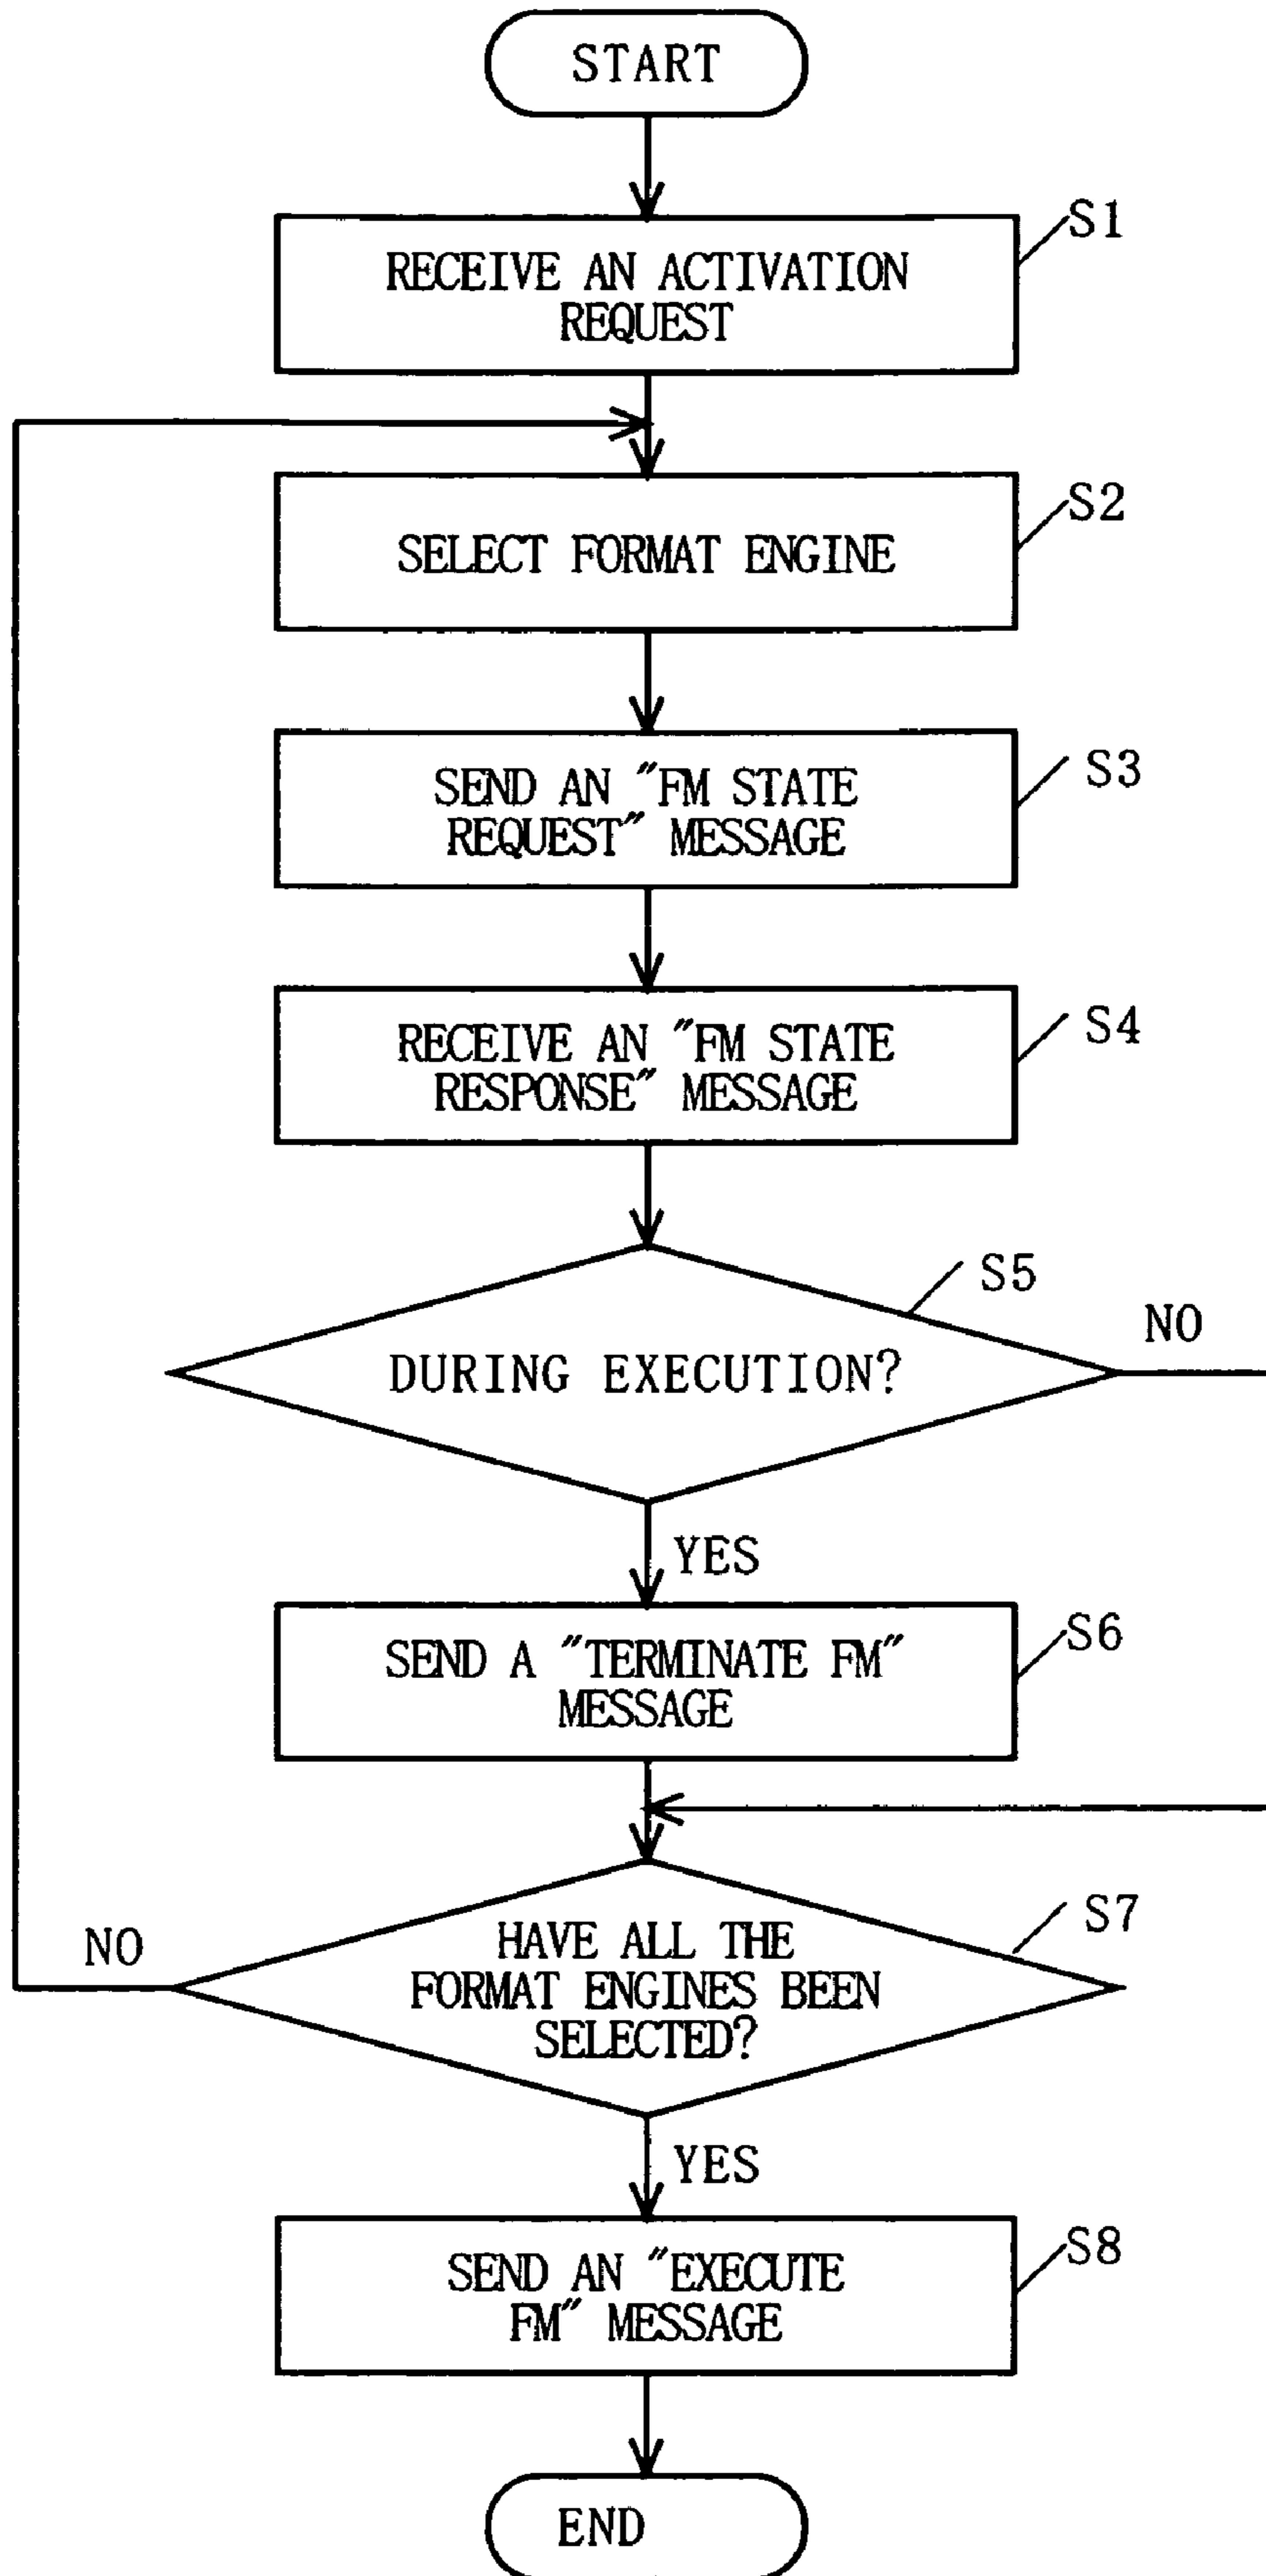 START
S1
RECEIVE AN ACTIVATION
REQUEST
S2
SELECT FORMAT ENGINE
S3
SEND AN "FM STATE
REQUEST" MESSAGE
S4
RECEIVE AN "FM STATE
RESPONSE" MESSAGE
S5
NO
DURING EXECUTION?
YES
S6
SEND A "TERMINATE FM"
MESSAGE
S7
NO
HAVE ALL THE
FORMAT ENGINES BEEN
SELECTED?
YES
S8
SEND AN "EXECUTE
FM" MESSAGE
END